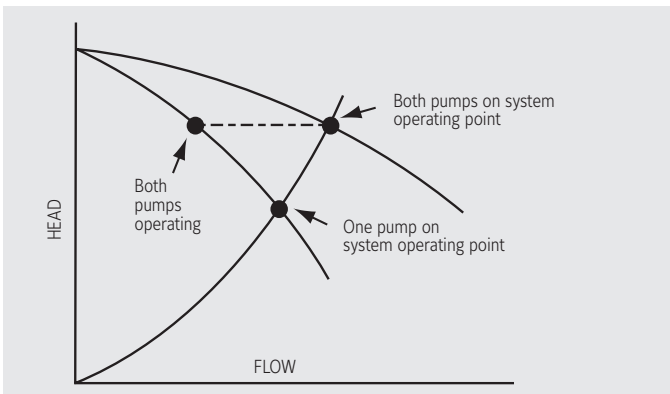 Both pumps on system
operating point
Both
pumps
operating
HEAD
One pump on
system operating point
FLOW